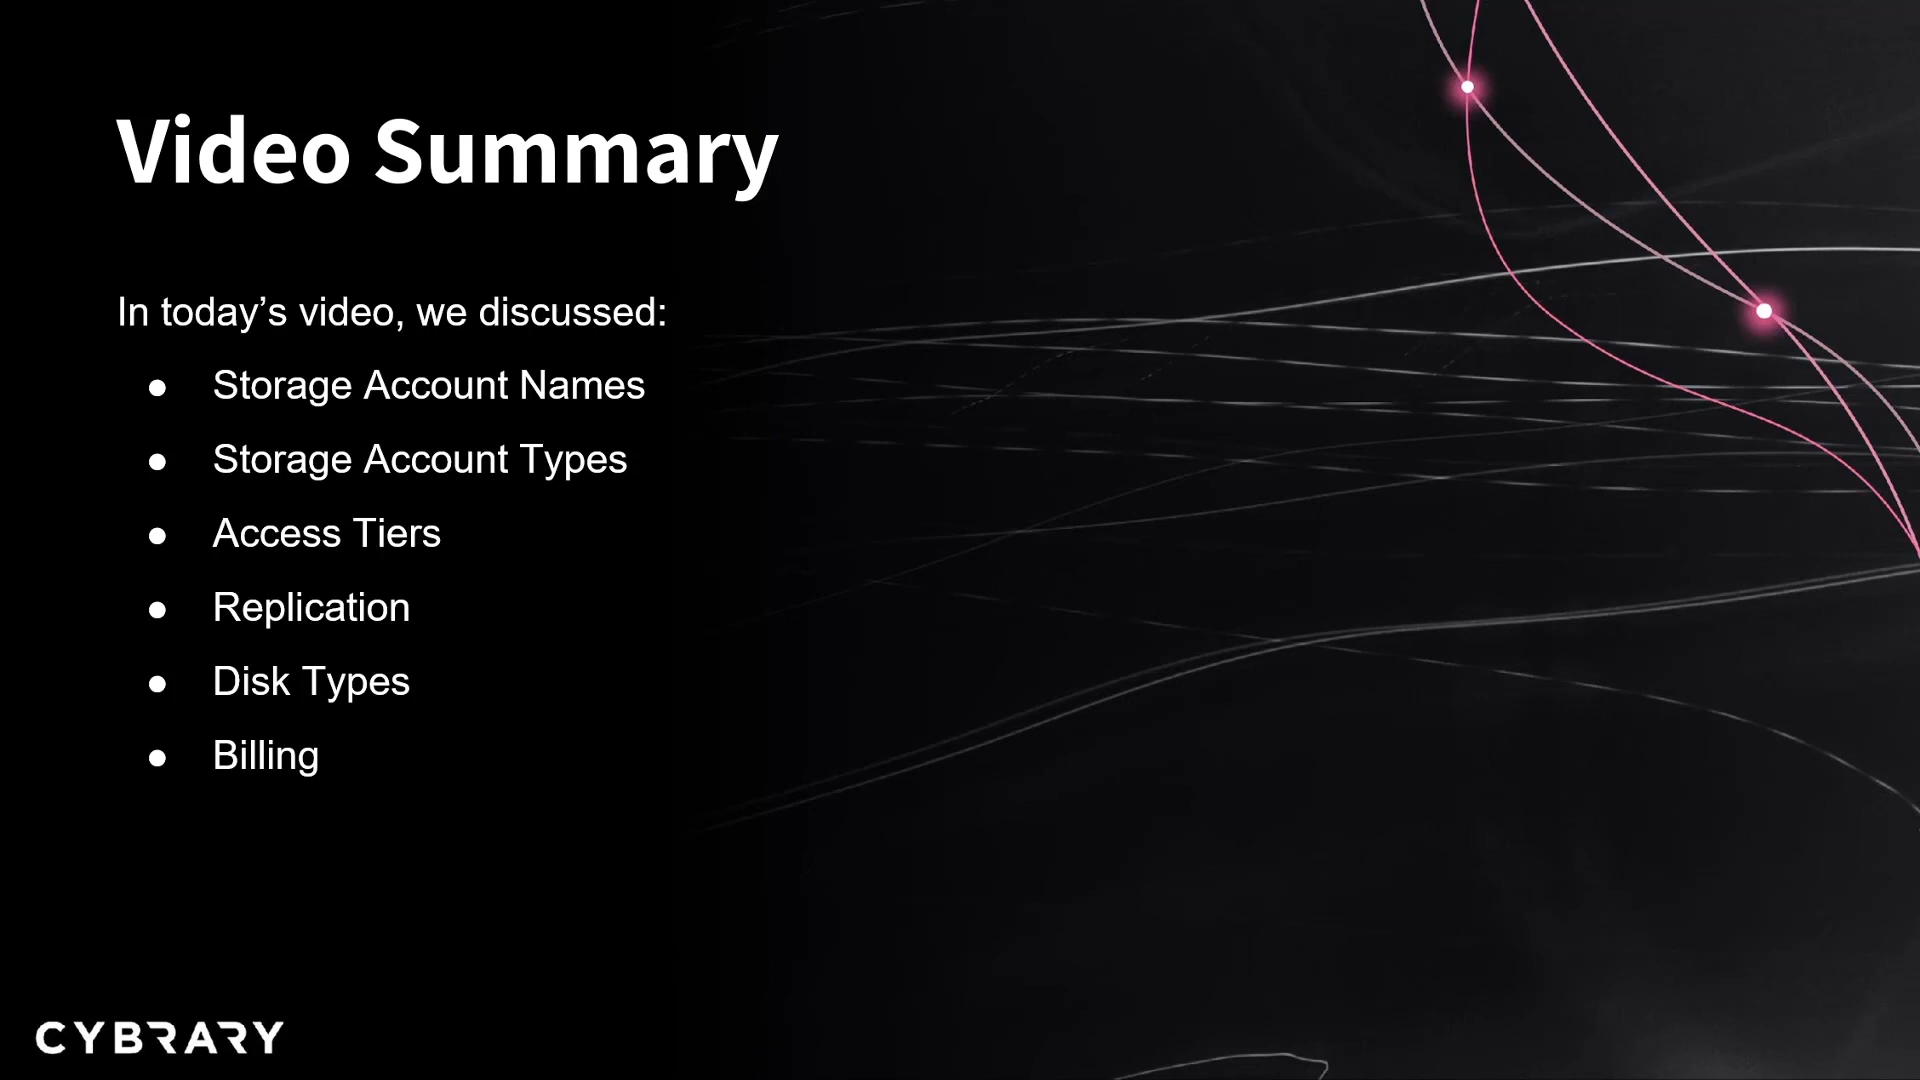 Video Summary
In today’s video, we discussed:
● Storage Account Names
● Storage Account Types
● Access Tiers
● Replication
● Disk Types
● Billing
CYBRARY